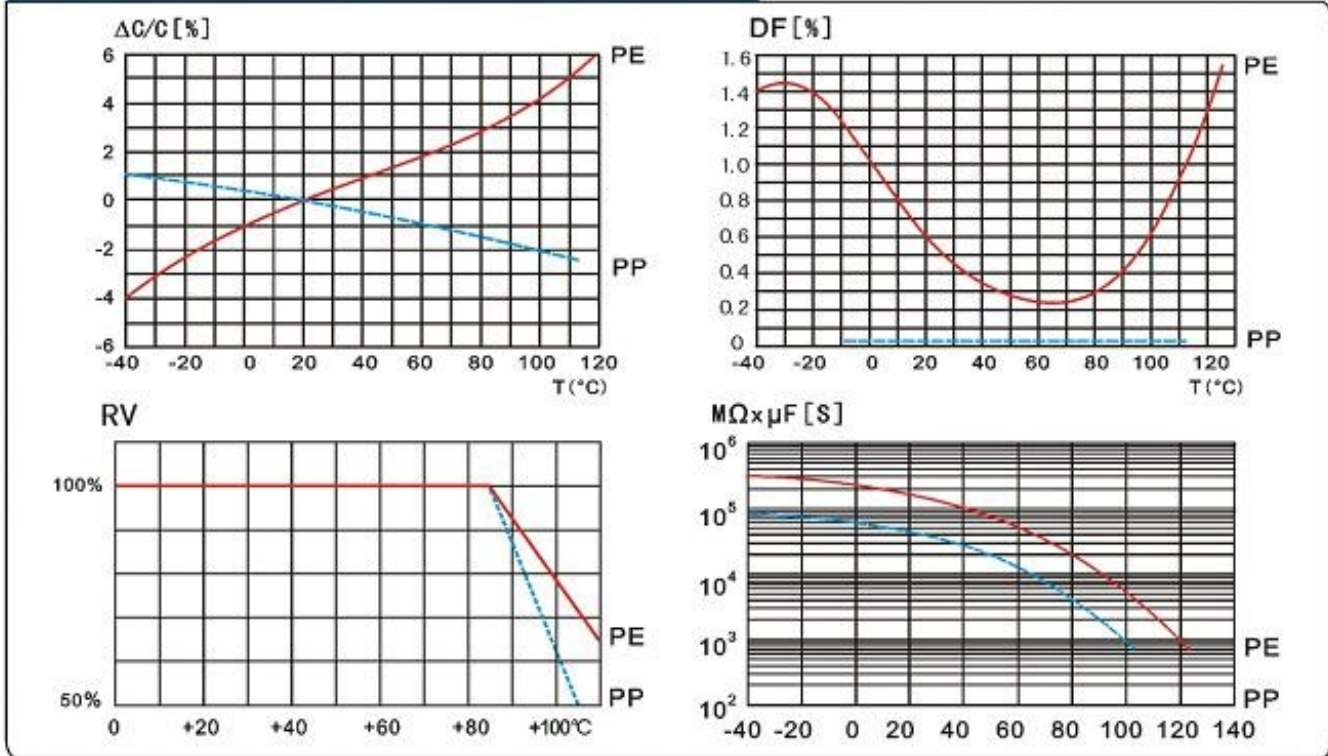 ΔC/C[%]
6
4
2
0
-2
-4
-6
-40 -20 0 20 40 60 80 100 120
T(°C)
PE
PP
DF[%]
1.6
1.4
1.2
1.0
0.8
0.6
0.4
0.2
0
-40 -20 0 20 40 60 80 100 120
T(°C)
PE
PP
RV
100%
50%
0 +20 +40 +60 +80 +100℃
PE
PP
MΩxμF[S]
10⁶
10⁵
10⁴
10³
10²
-40 -20 0 20 40 60 80 100 120 140
PE
PP